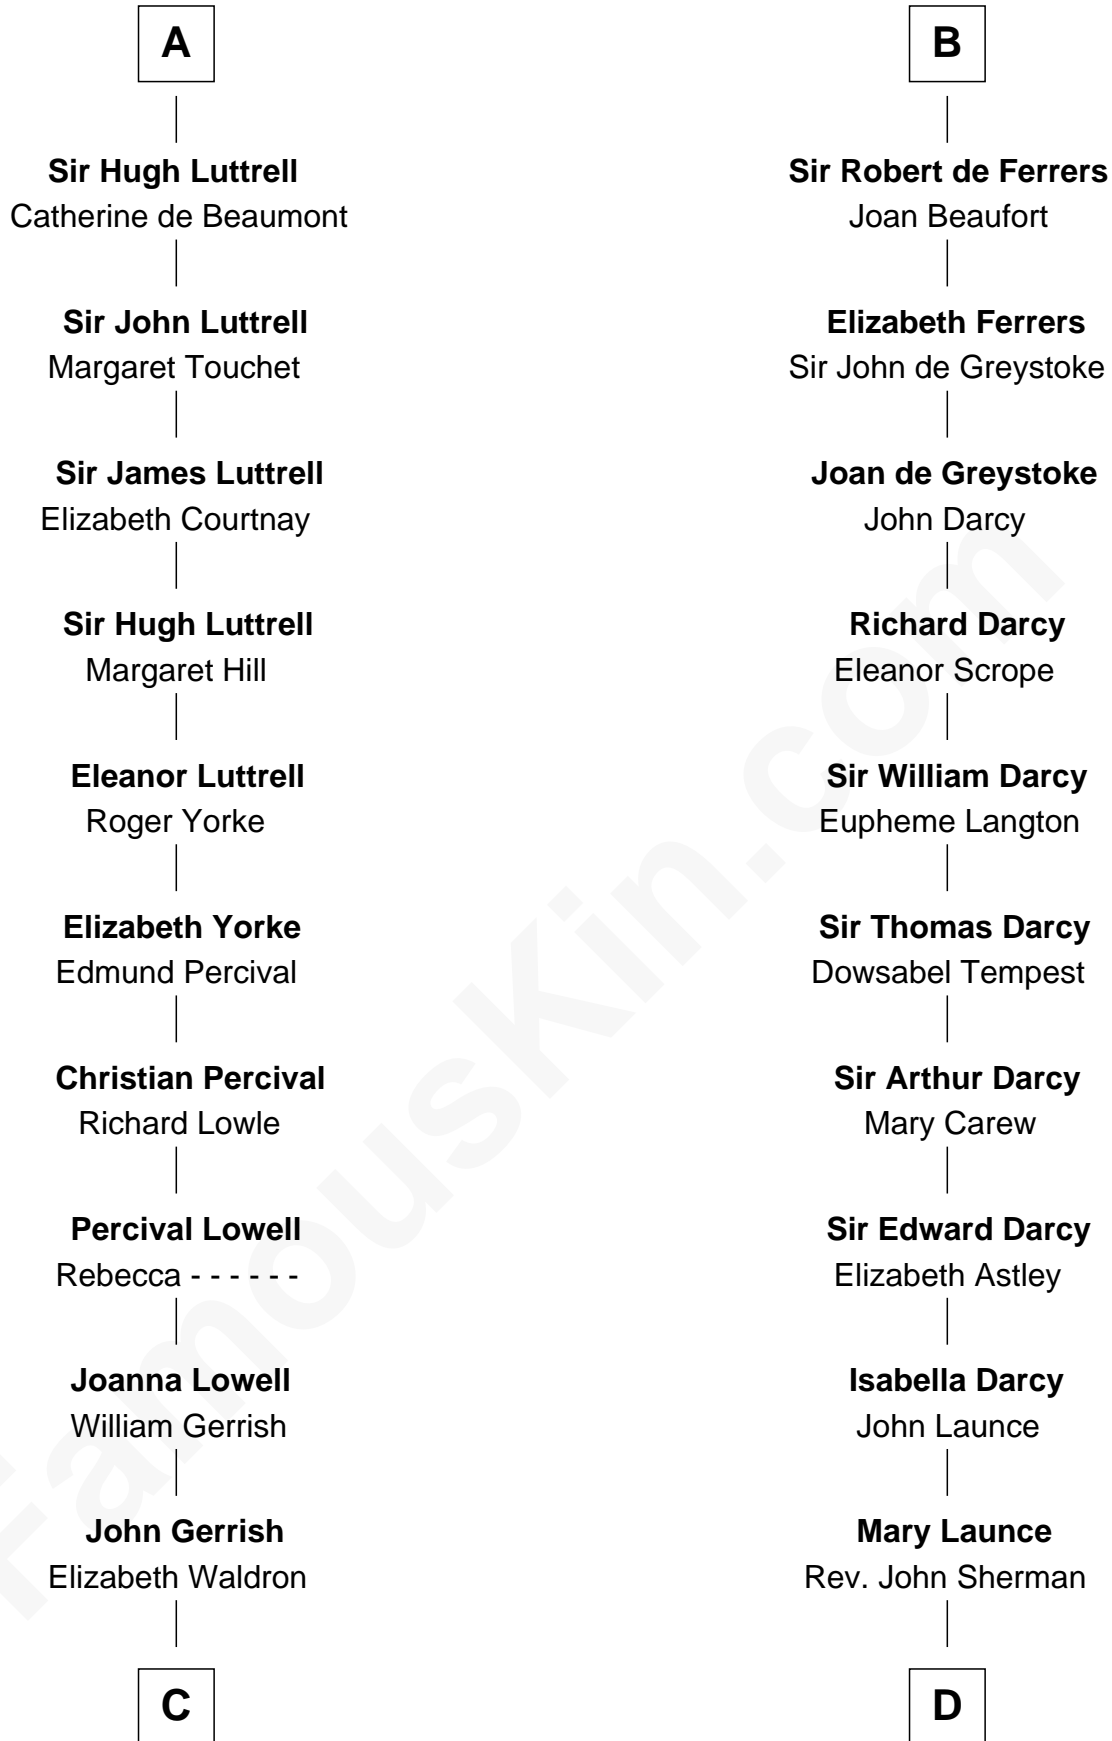 A
Sir Hugh Luttrell
Catherine de Beaumont
Sir John Luttrell
Margaret Touchet
Sir James Luttrell
Elizabeth Courtnay
Sir Hugh Luttrell
Margaret Hill
Eleanor Luttrell
Roger Yorke
Elizabeth Yorke
Edmund Percival
Christian Percival
Richard Lowle
Percival Lowell
Rebecca - - - - - -
Joanna Lowell
William Gerrish
John Gerrish
Elizabeth Waldron
C
B
Sir Robert de Ferrers
Joan Beaufort
Elizabeth Ferrers
Sir John de Greystoke
Joan de Greystoke
John Darcy
Richard Darcy
Eleanor Scrope
Sir William Darcy
Eupheme Langton
Sir Thomas Darcy
Dowsabel Tempest
Sir Arthur Darcy
Mary Carew
Sir Edward Darcy
Elizabeth Astley
Isabella Darcy
John Launce
Mary Launce
Rev. John Sherman
D
FamousKin.com